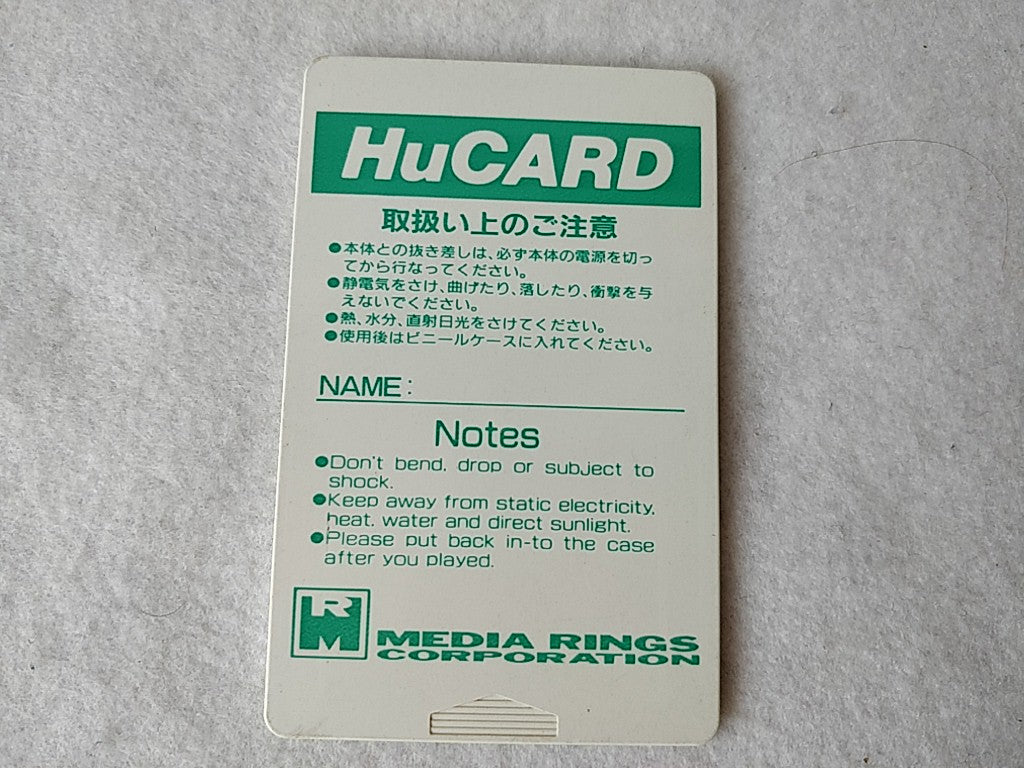 HuCARD
取扱い上のご注意
●本体との抜き差しは、必ず本体の電源を切っ
てから行なってください。
●静電気をさけ、曲げたり、落したり、衝撃を与
えないでください。
●熱、水分、直射日光をさけてください。
●使用後はビニールケースに入れてください。
NAME:
Notes
●Don't bend, drop or subject to
shock.
●Keep away from static electricity,
heat, water and direct sunlight.
●Please put back in-to the case
after you played.
RM
MEDIA RINGS
CORPORATION